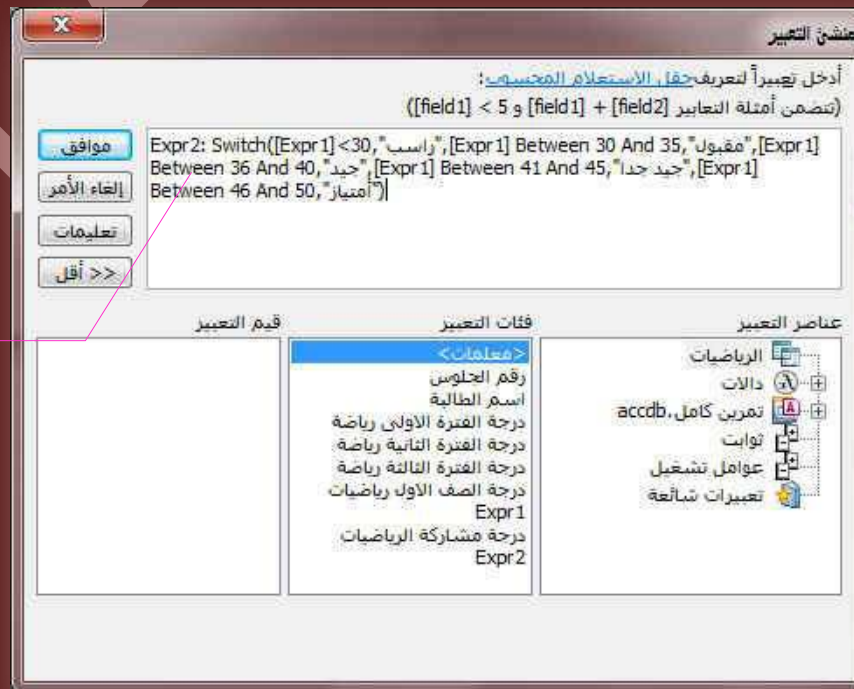 منشئ التعبير
أدخل تعبيراً لتعريف حقل الاستعلام المحسوب:
(تتضمن أمثلة التعابير [field1] + [field2] و [field1] < 5)
Expr2: Switch([Expr1]<30,"راسب",[Expr1] Between 30 And 35,"مقبول",[Expr1]
Between 36 And 40,"جيد",[Expr1] Between 41 And 45,"جيد جدا",[Expr1]
Between 46 And 50,"أمتياز")
موافق
إلغاء الأمر
تعليمات
<< أقل
عناصر التعبير
الرياضيات
دالات
تمرين كامل.accdb
ثوابت
عوامل تشغيل
تعبيرات شائعة
فئات التعبير
<معلمات>
رقم الجلوس
اسم الطالبة
درجة الفترة الاولى رياضة
درجة الفترة الثانية رياضة
درجة الفترة الثالثة رياضة
درجة الصف الاول رياضيات
Expr1
درجة مشاركة الرياضيات
Expr2
قيم التعبير